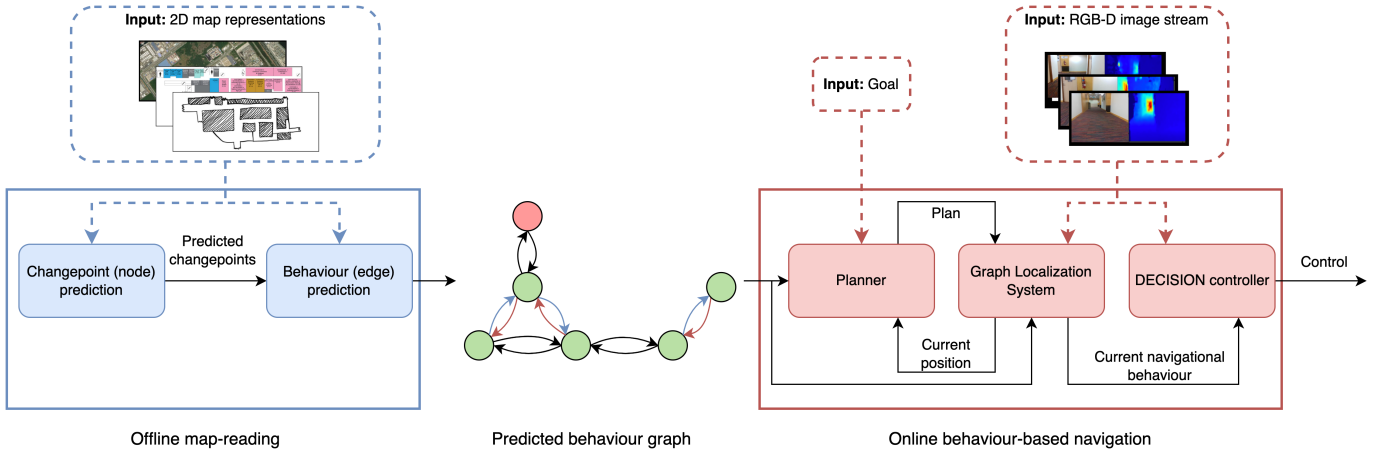 Input: 2D map representations
Input: RGB-D image stream
Input: Goal
Predicted
changepoints
Changepoint (node)
prediction
Behaviour (edge)
prediction
Plan
Planner
Graph Localization
System
DECISION controller
Control
Current
position
Current navigational
behaviour
Offline map-reading
Predicted behaviour graph
Online behaviour-based navigation